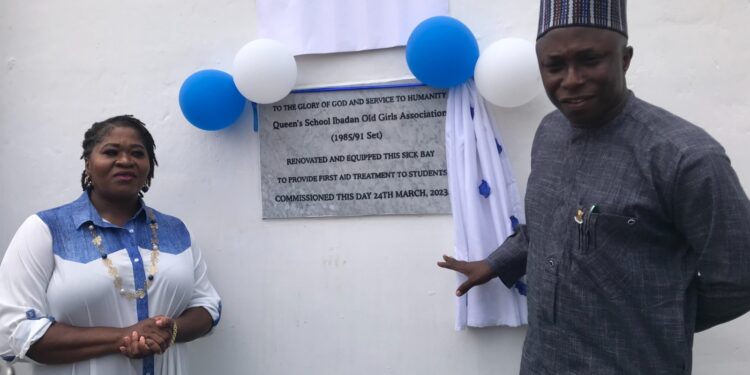 TO THE GLORY OF GOD AND SERVICE TO HUMANITY
Queen's School Ibadan Old Girls Association
(1985/91 Set)
RENOVATED AND EQUIPPED THIS SICK BAY
TO PROVIDE FIRST AID TREATMENT TO STUDENTS
COMMISSIONED THIS DAY 24TH MARCH, 2023